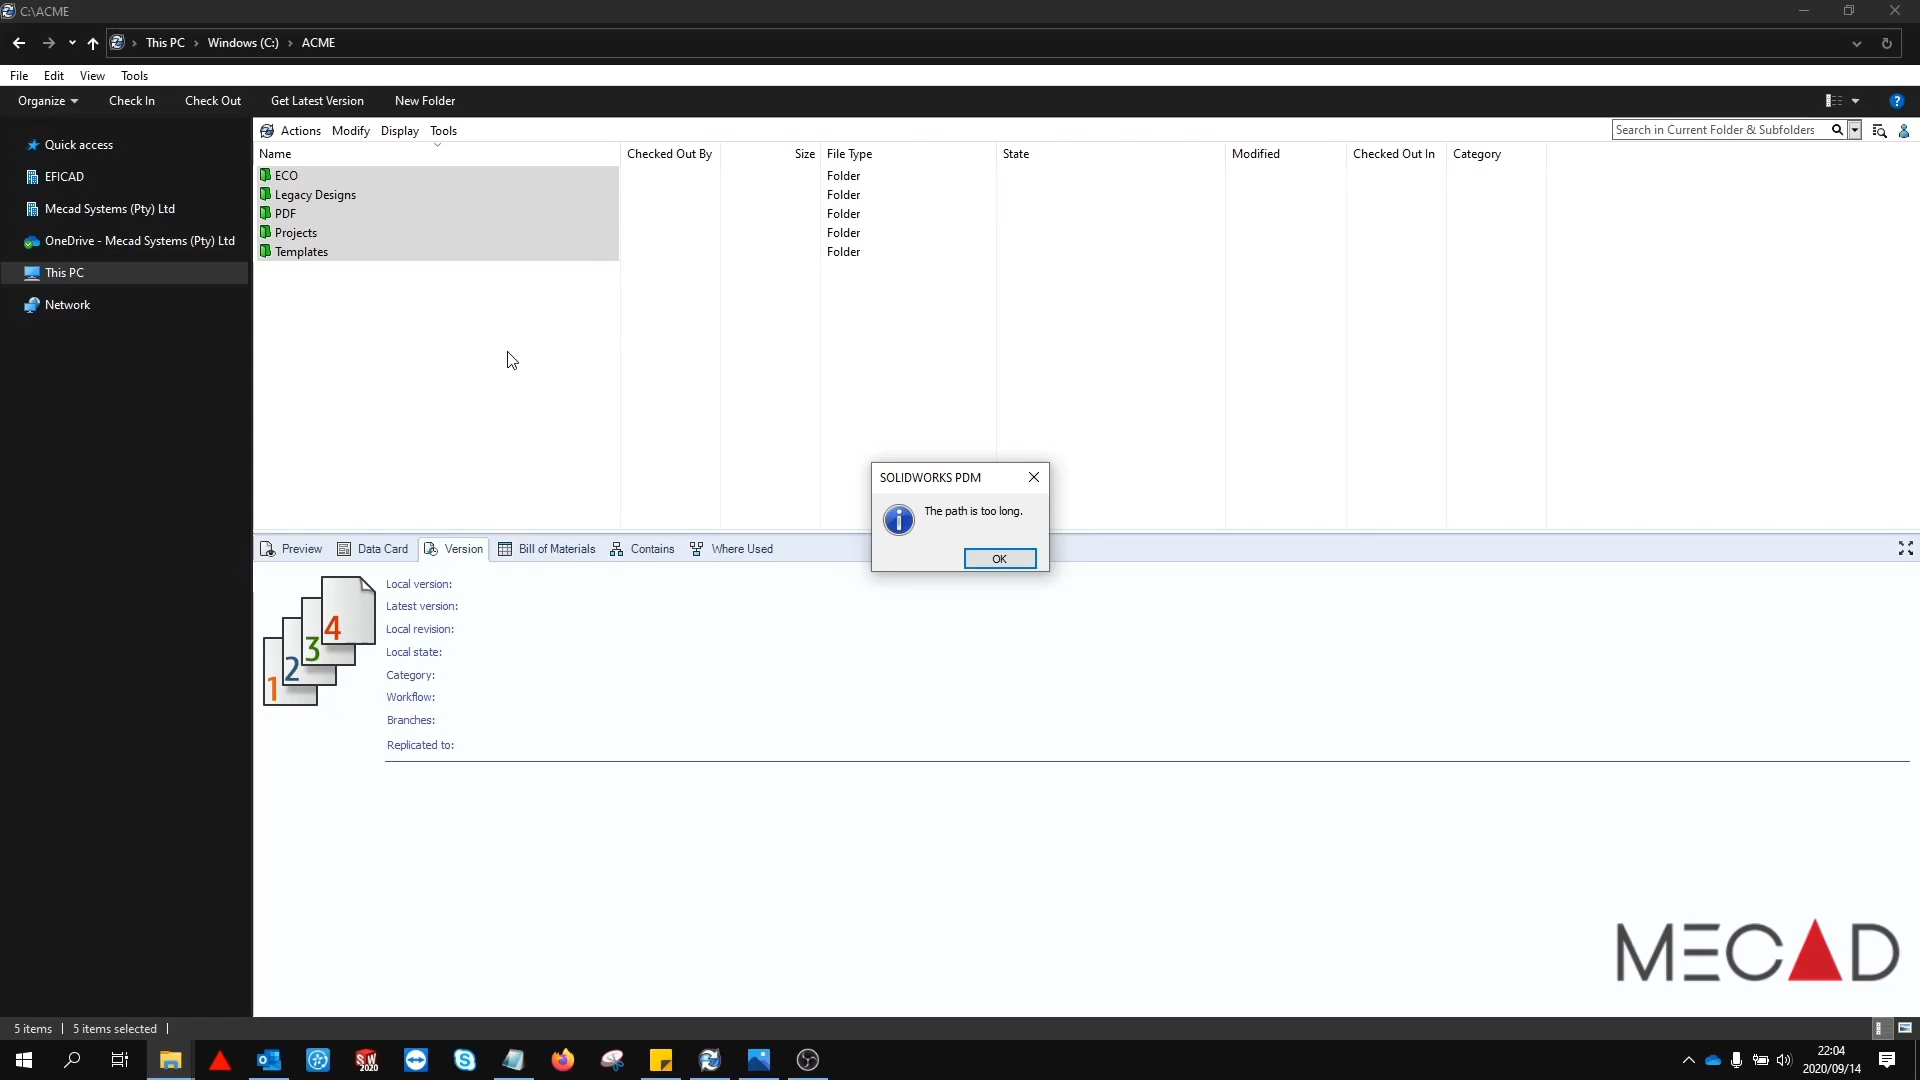 C:\ACME
This PC > Windows (C:) > ACME
File Edit View Tools
Organize Check In Check Out Get Latest Version New Folder
Quick access
EFICAD
Mecad Systems (Pty) Ltd
OneDrive - Mecad Systems (Pty) Ltd
This PC
Network
Actions Modify Display Tools
Search in Current Folder & Subfolders
Name Checked Out By Size File Type State Modified Checked Out In Category
ECO Folder
Legacy Designs Folder
PDF Folder
Projects Folder
Templates Folder
SOLIDWORKS PDM
The path is too long.
OK
Preview Data Card Version Bill of Materials Contains Where Used
1 2 3 4
Local version:
Latest version:
Local revision:
Local state:
Category:
Workflow:
Branches:
Replicated to:
MECAD
5 items 5 items selected
SW
2020
22:04
2020/09/14